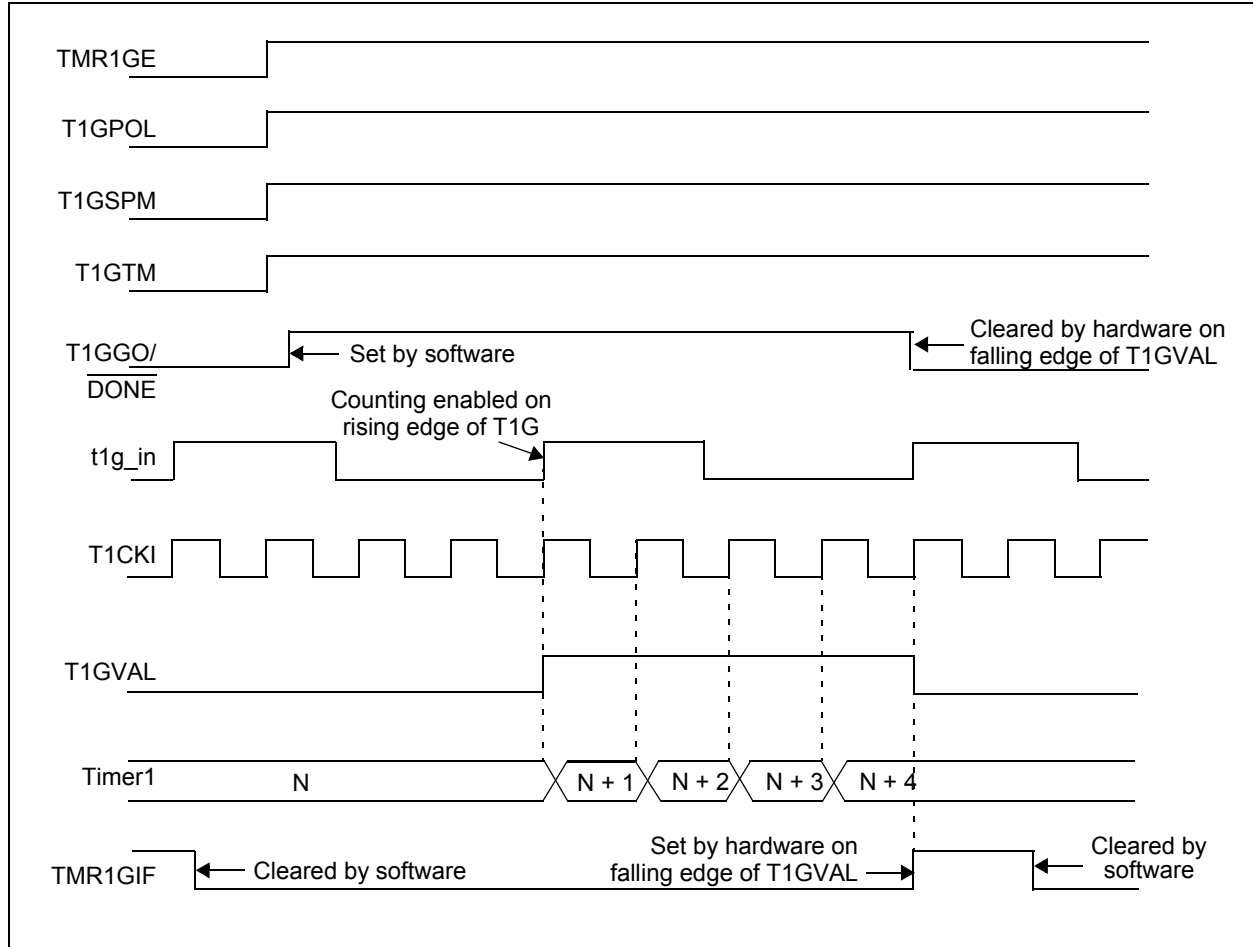 TMR1GE
T1GPOL
T1GSPM
T1GTM
T1GGO/
DONE
Set by software
Cleared by hardware on
falling edge of T1GVAL
Counting enabled on
rising edge of T1G
t1g_in
T1CKI
T1GVAL
Timer1
N
N + 1
N + 2
N + 3
N + 4
TMR1GIF
Cleared by software
Set by hardware on
falling edge of T1GVAL
Cleared by
software